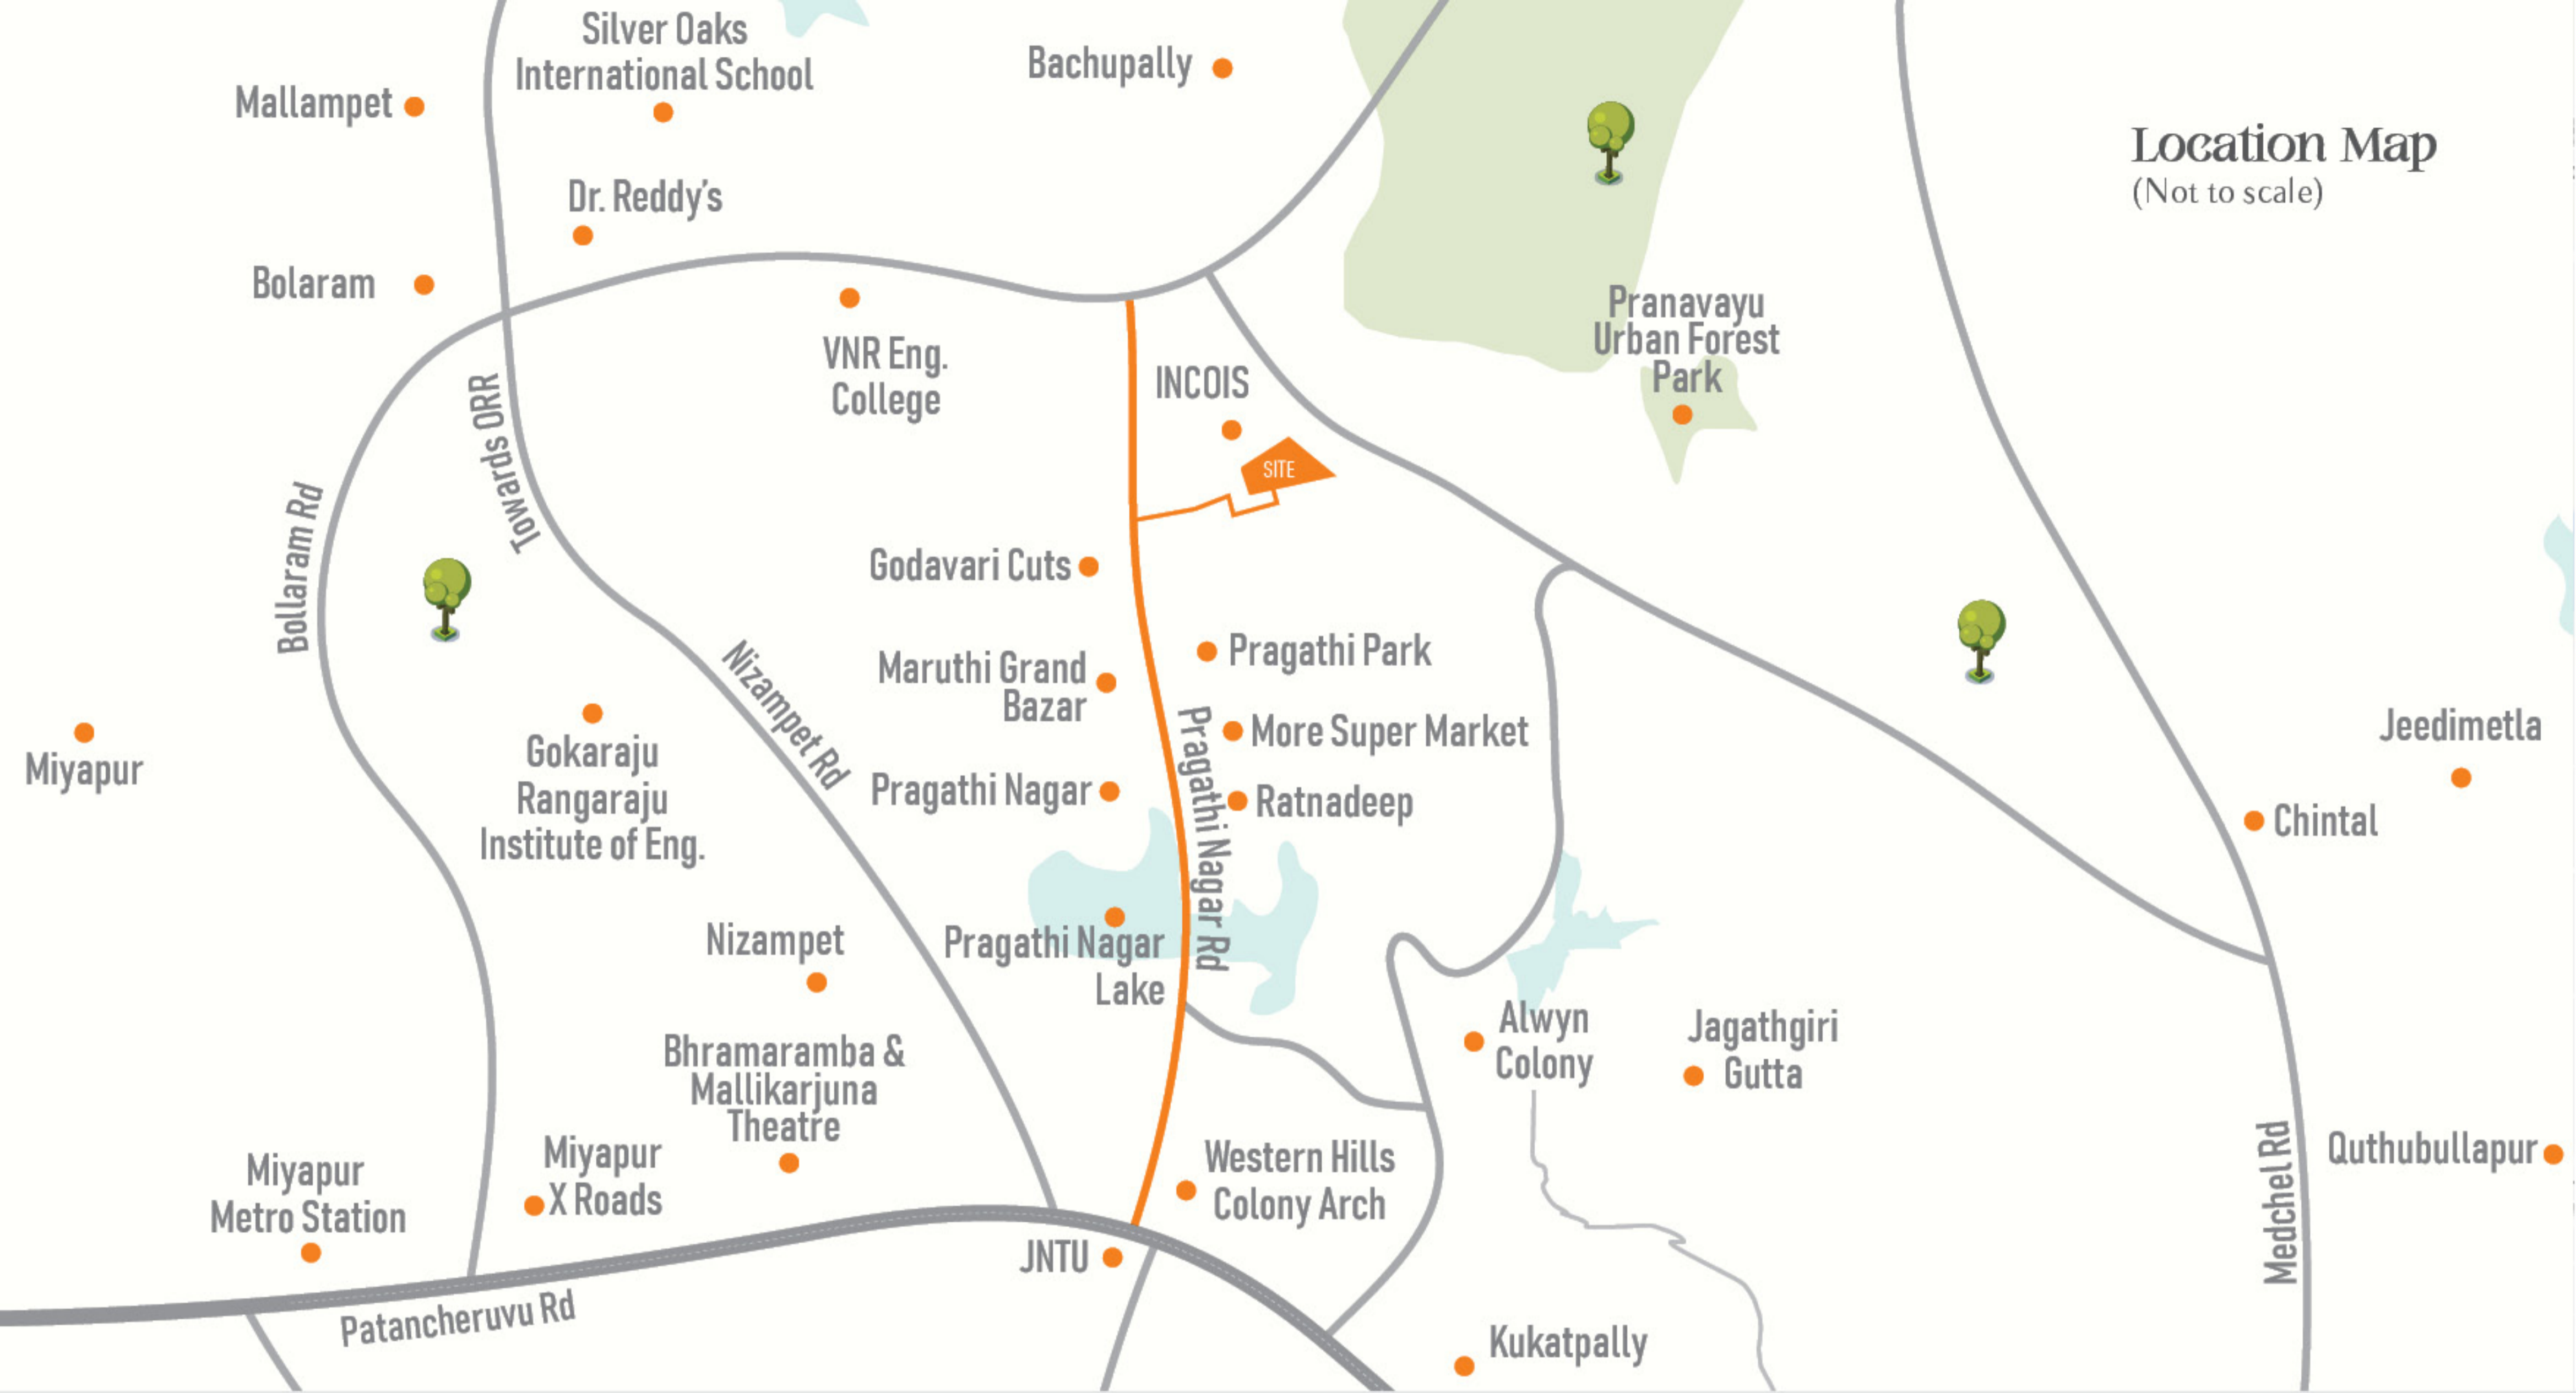 Silver Oaks
International School
Bachupally
Mallampet
Location Map
(Not to scale)
Dr. Reddy's
Bolaram
Pranavayu
Urban Forest
Park
VNR Eng.
College
INCOIS
Towards ORR
SITE
Bollaram Rd
Godavari Cuts
Pragathi Park
Maruthi Grand
Bazar
Nizampet Rd
More Super Market
Jeedimetla
Miyapur
Gokaraju
Rangaraju
Institute of Eng.
Pragathi Nagar
Pragathi Nagar Rd
Ratnadeep
Chintal
Nizampet
Pragathi Nagar
Lake
Alwyn
Colony
Jagathgiri
Gutta
Bhramaramba &
Mallikarjuna
Theatre
Miyapur
Metro Station
Miyapur
X Roads
Western Hills
Colony Arch
Medchel Rd
Quthubullapur
JNTU
Patancheruvu Rd
Kukatpally